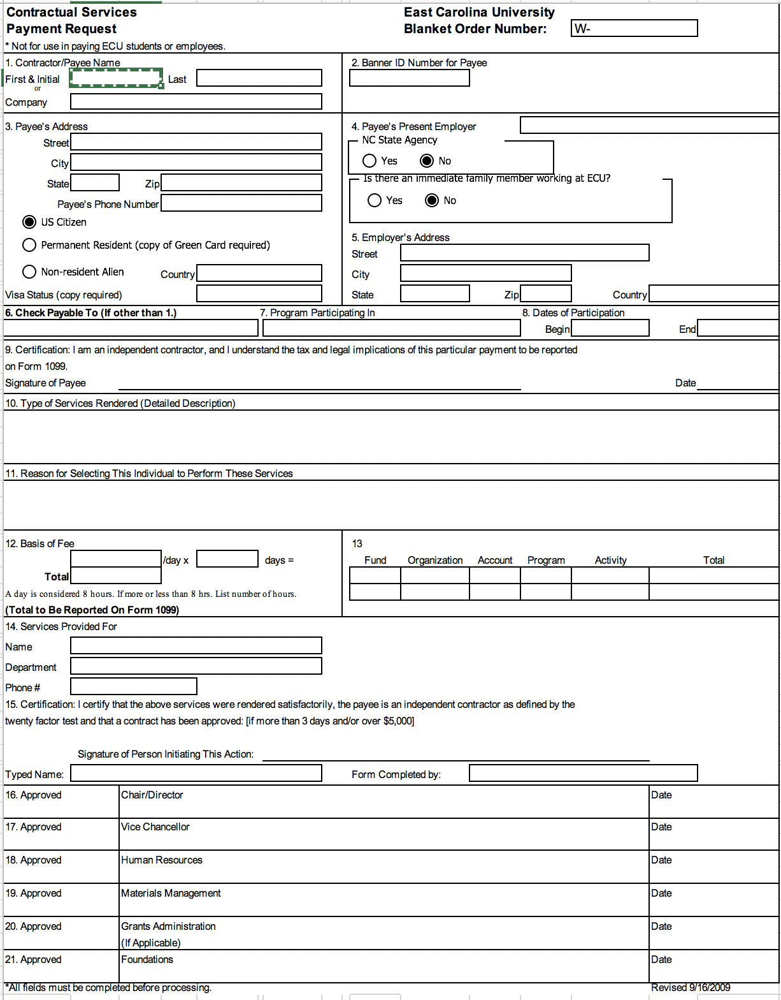 Contractual Services
East Carolina University
Payment Request
Blanket Order Number: W-
* Not for use in paying ECU students or employees.
1. Contractor/Payee Name
2. Banner ID Number for Payee
First & Initial
Last
or
Company
3. Payee's Address
4. Payee's Present Employer
Street
NC State Agency
City
Yes No
State Zip
Is there an immediate family member working at ECU?
Payee's Phone Number
Yes No
US Citizen
Permanent Resident (copy of Green Card required)
5. Employer's Address
Street
Non-resident Alien Country
City
Visa Status (copy required)
State Zip Country
6. Check Payable To (If other than 1.)
7. Program Participating In
8. Dates of Participation
Begin End
9. Certification: I am an independent contractor, and I understand the tax and legal implications of this particular payment to be reported
on Form 1099.
Signature of Payee Date
10. Type of Services Rendered (Detailed Description)
11. Reason for Selecting This Individual to Perform These Services
12. Basis of Fee
/day x days =
Total
A day is considered 8 hours. If more or less than 8 hrs. List number of hours.
(Total to Be Reported On Form 1099)
13
Fund Organization Account Program Activity Total
14. Services Provided For
Name
Department
Phone #
15. Certification: I certify that the above services were rendered satisfactorily, the payee is an independent contractor as defined by the
twenty factor test and that a contract has been approved: [if more than 3 days and/or over $5,000]
Signature of Person Initiating This Action:
Typed Name: Form Completed by:
16. Approved Chair/Director Date
17. Approved Vice Chancellor Date
18. Approved Human Resources Date
19. Approved Materials Management Date
20. Approved Grants Administration Date
(If Applicable)
21. Approved Foundations Date
*All fields must be completed before processing. Revised 9/16/2009